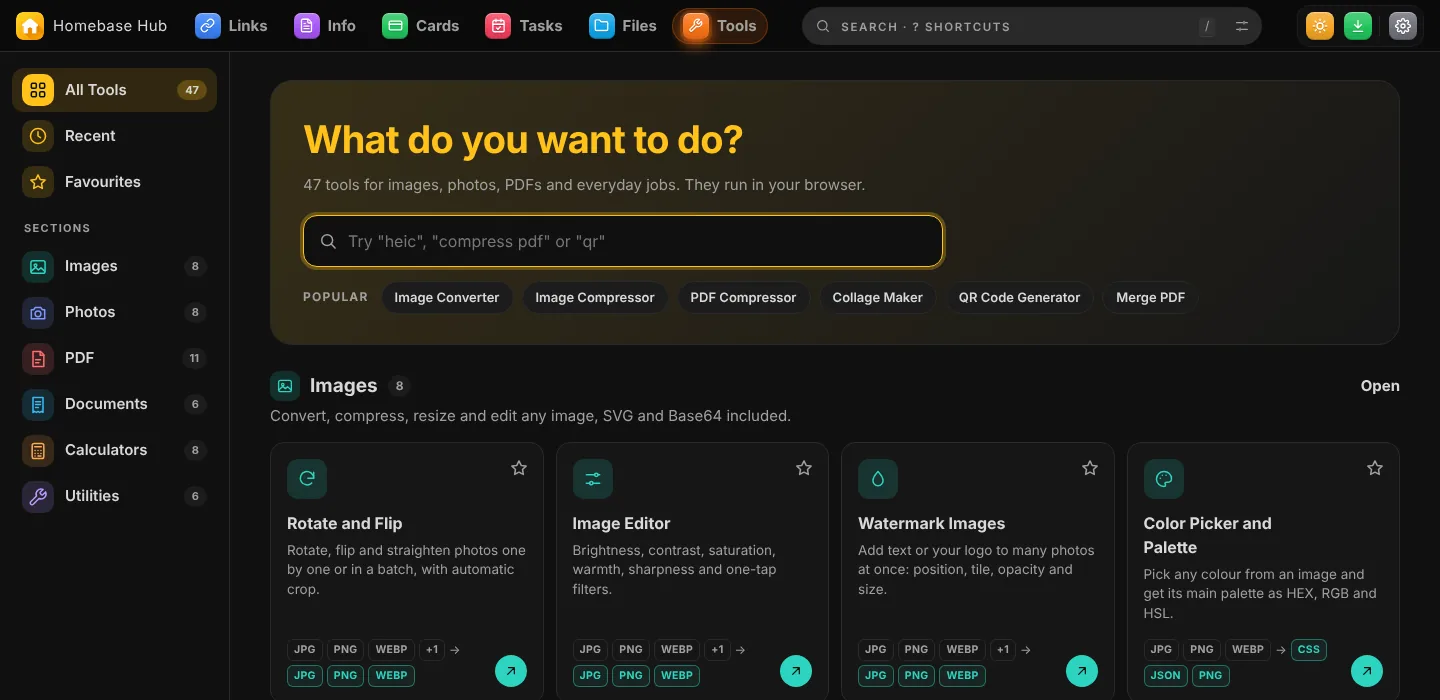 Homebase Hub
Links
Info
Cards
Tasks
Files
Tools
SEARCH · ? SHORTCUTS
/
All Tools 47
Recent
Favourites
SECTIONS
Images 8
Photos 8
PDF 11
Documents 6
Calculators 8
Utilities 6
What do you want to do?
47 tools for images, photos, PDFs and everyday jobs. They run in your browser.
Try "heic", "compress pdf" or "qr"
POPULAR Image Converter Image Compressor PDF Compressor Collage Maker QR Code Generator Merge PDF
Images 8
Open
Convert, compress, resize and edit any image, SVG and Base64 included.
Rotate and Flip
Rotate, flip and straighten photos one
by one or in a batch, with automatic
crop.
JPG PNG WEBP +1 →
JPG PNG WEBP
Image Editor
Brightness, contrast, saturation,
warmth, sharpness and one-tap
filters.
JPG PNG WEBP +1 →
JPG PNG WEBP
Watermark Images
Add text or your logo to many photos
at once: position, tile, opacity and
size.
JPG PNG WEBP +1 →
JPG PNG WEBP
Color Picker and
Palette
Pick any colour from an image and
get its main palette as HEX, RGB and
HSL.
JPG PNG WEBP → CSS
JSON PNG